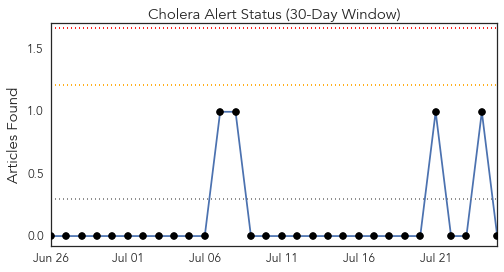 Cholera Alert Status (30-Day Window)
Articles Found
1.5
1.0
0.5
0.0
Jun 26 Jul 01 Jul 06 Jul 11 Jul 16 Jul 21